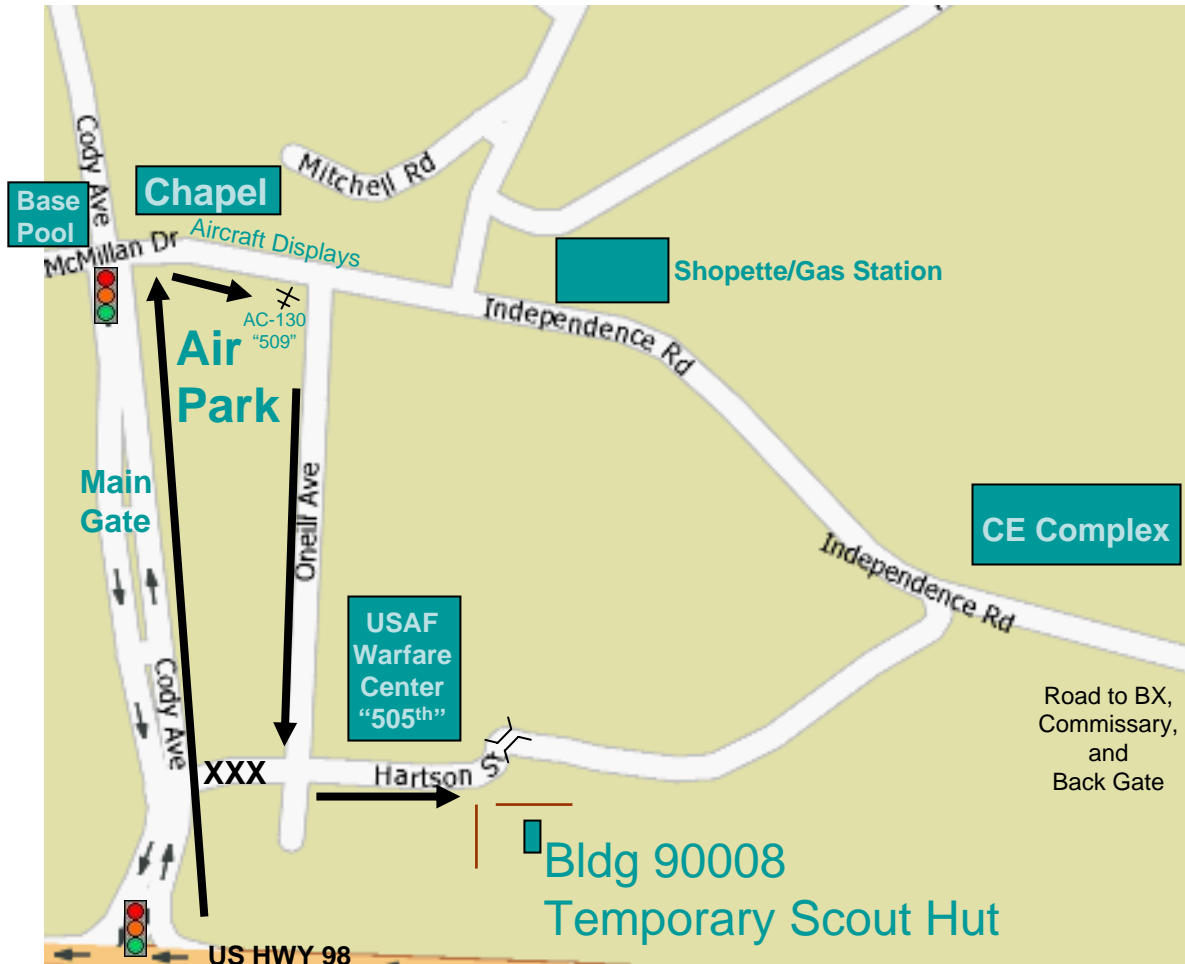 Cody Ave
Mitchell Rd
Chapel
Base
Pool
McMillan Dr
Aircraft Displays
Shopette/Gas Station
Independence Rd
AC-130
“509”
Air
Park
Main
Gate
Oneill Ave
CE Complex
Independence Rd
USAF
Warfare
Center
“505th”
Cody Ave
Road to BX,
Commissary,
and
Back Gate
XXX
Hartson St
Bldg 90008
Temporary Scout Hut
US HWY 98